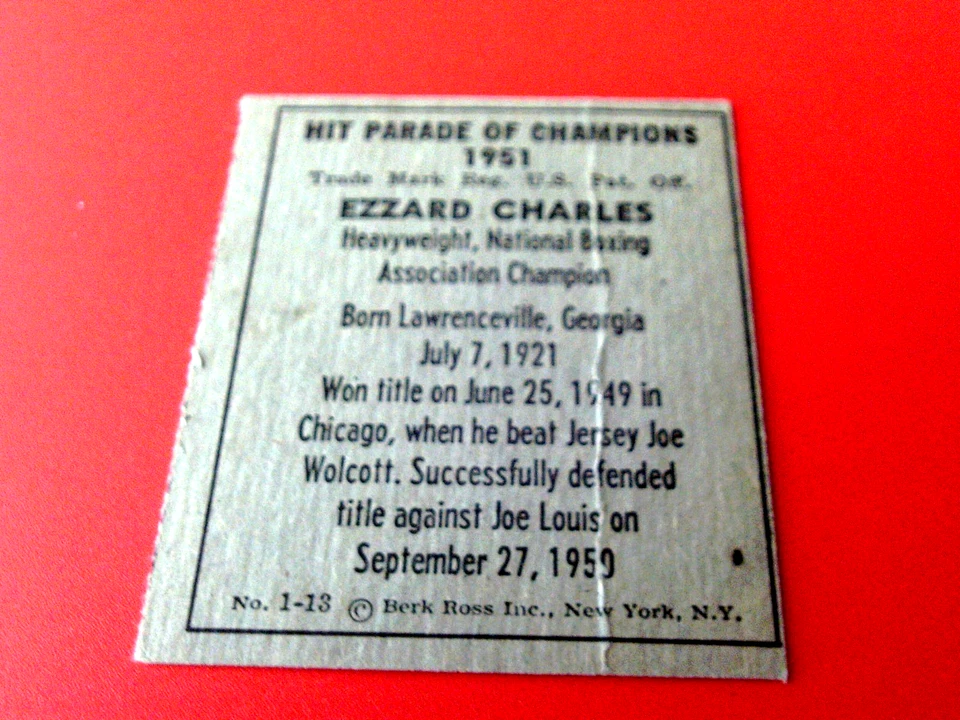 HIT PARADE OF CHAMPIONS
1951
Trade Mark Reg. U.S. Pat. Off.
EZZARD CHARLES
Heavyweight, National Boxing
Association Champion
Born Lawrenceville, Georgia
July 7, 1921
Won title on June 25, 1949 in
Chicago, when he beat Jersey Joe
Wolcott. Successfully defended
title against Joe Louis on
September 27, 1950
No. 1-13 © Berk Ross Inc., New York, N.Y.